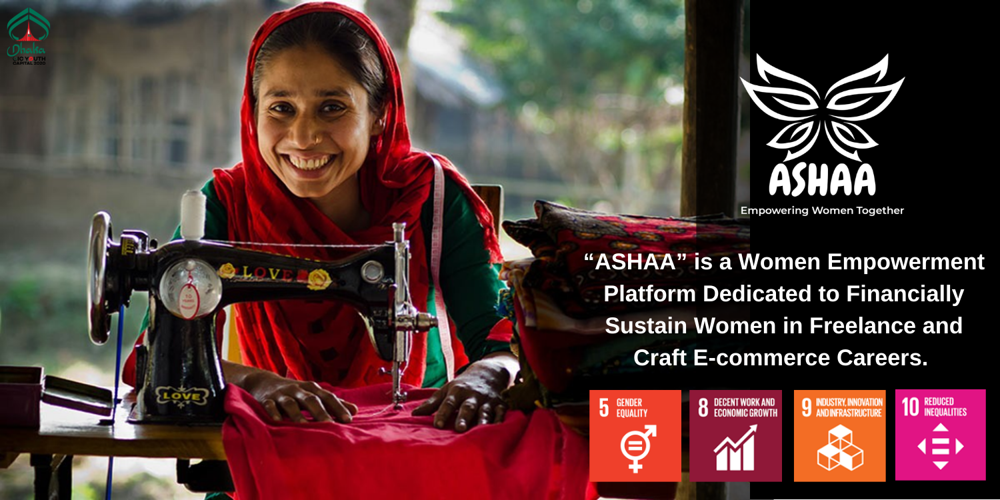 Dhaka
OIC YOUTH
CAPITAL 2020
ASHAA
Empowering Women Together
“ASHAA” is a Women Empowerment
Platform Dedicated to Financially
Sustain Women in Freelance and
Craft E-commerce Careers.
LOVE
10
LOVE
5 GENDER
EQUALITY
8 DECENT WORK AND
ECONOMIC GROWTH
9 INDUSTRY, INNOVATION
AND INFRASTRUCTURE
10 REDUCED
INEQUALITIES